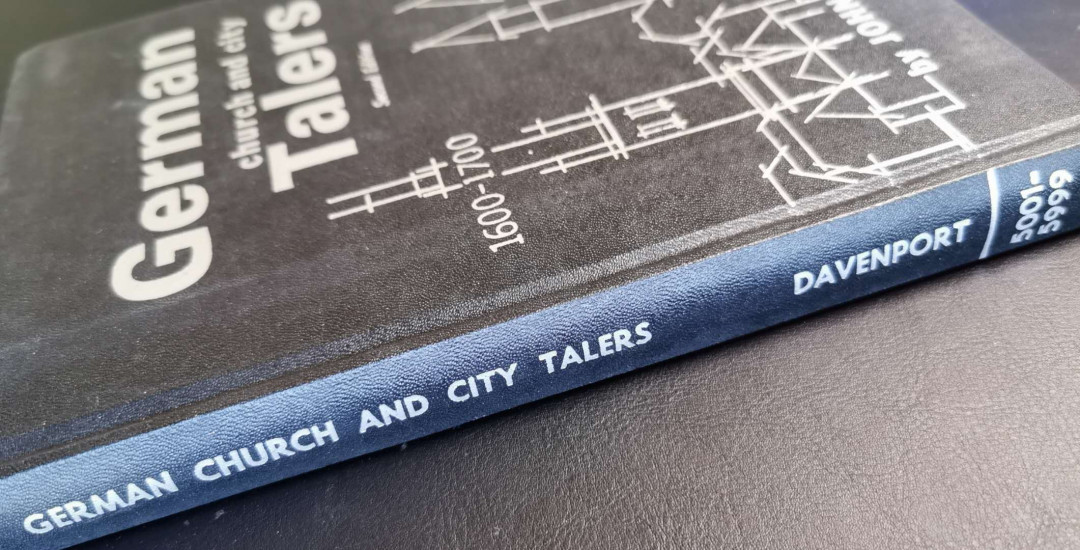 German
church and city
Talers
Second Edition
1600-1700
by JOHN
GERMAN CHURCH AND CITY TALERS
DAVENPORT
5001-
5999